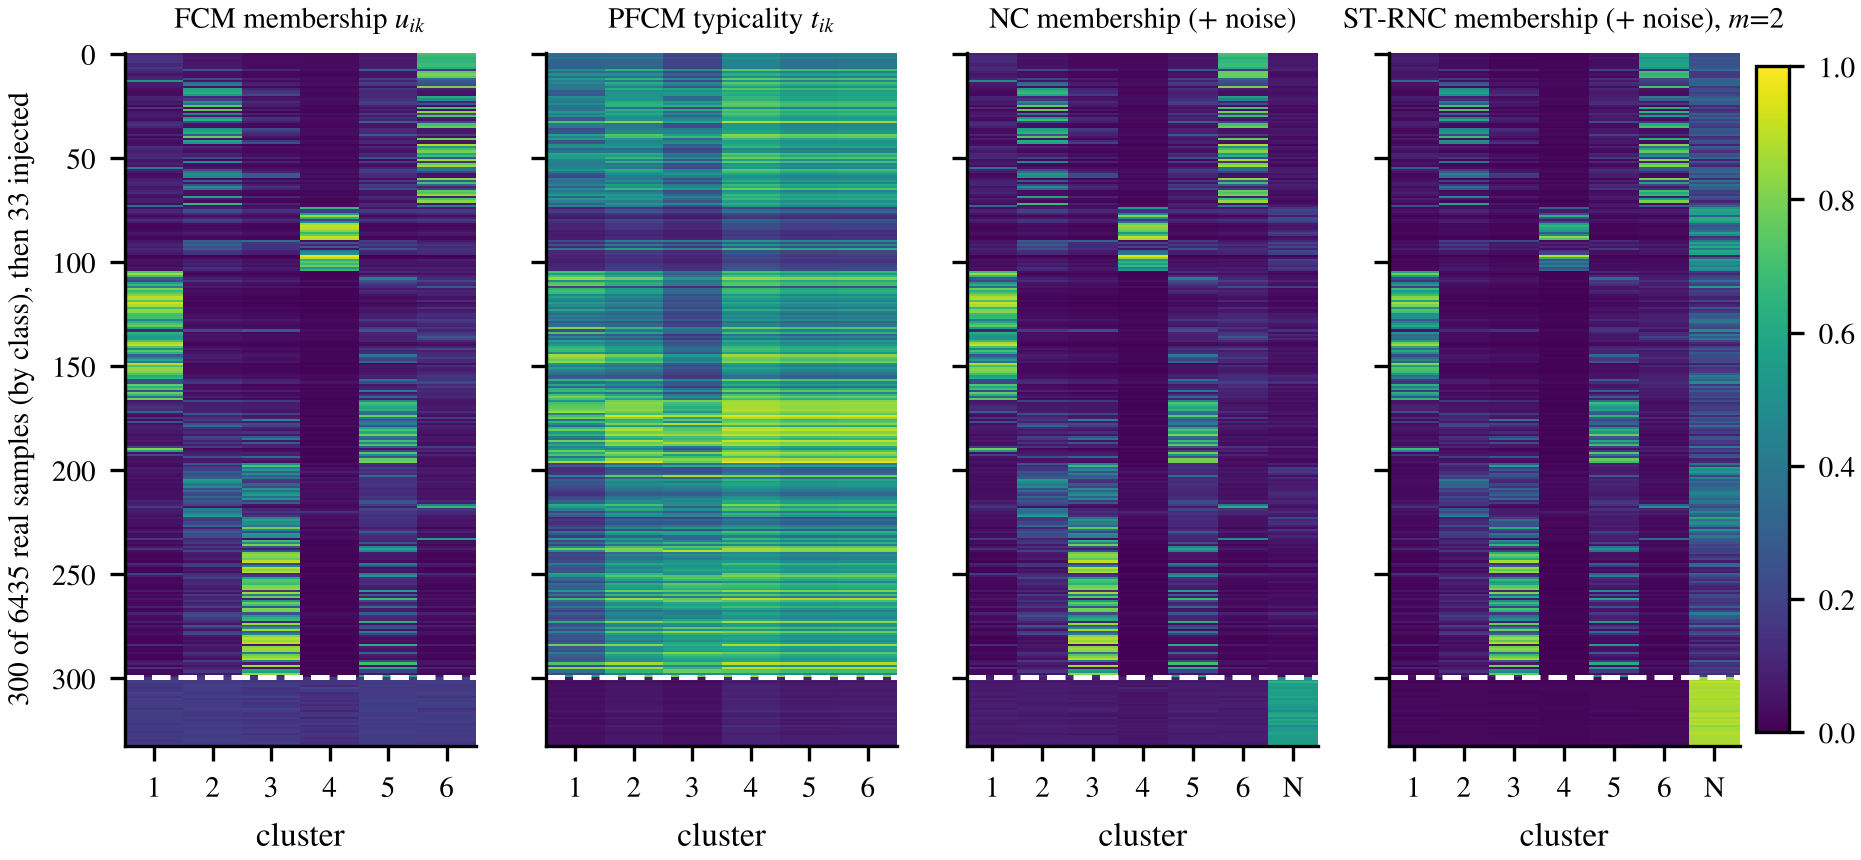 FCM membership u_ik
PFCM typicality t_ik
NC membership (+ noise)
ST-RNC membership (+ noise), m=2
300 of 6435 real samples (by class), then 33 injected
0
50
100
150
200
250
300
1 2 3 4 5 6
cluster
1 2 3 4 5 6
cluster
1 2 3 4 5 6 N
cluster
1 2 3 4 5 6 N
cluster
1.0
0.8
0.6
0.4
0.2
0.0